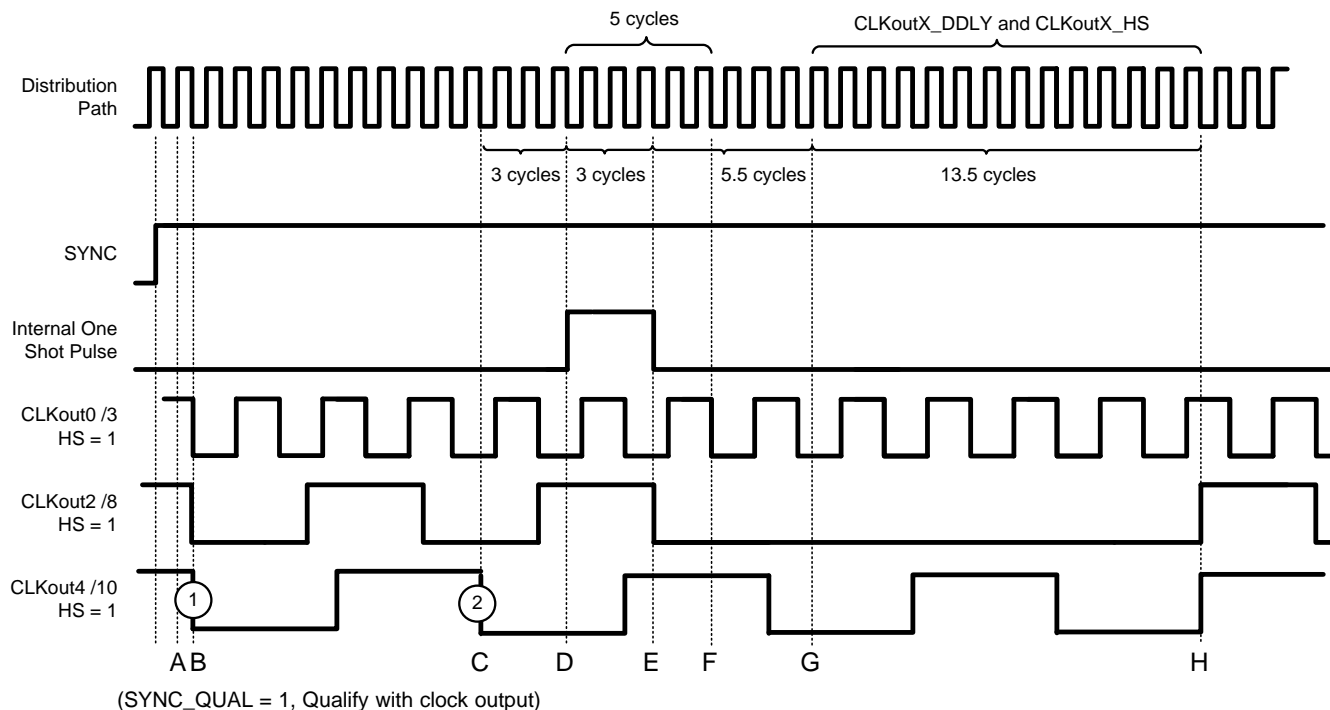 5 cycles
CLKoutX_DDLY and CLKoutX_HS
Distribution
Path
3 cycles
3 cycles
5.5 cycles
13.5 cycles
SYNC
Internal One
Shot Pulse
CLKout0 /3
HS = 1
CLKout2 /8
HS = 1
CLKout4 /10
HS = 1
1
2
A
B
C
D
E
F
G
H
(SYNC_QUAL = 1, Qualify with clock output)